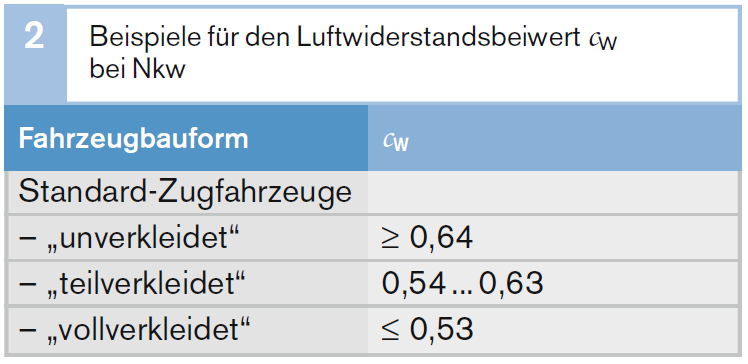 2
Beispiele für den Luftwiderstandsbeiwert cW
bei Nkw
Fahrzeugbauform cW
Standard-Zugfahrzeuge
– „unverkleidet“ ≥ 0,64
– „teilverkleidet“ 0,54 ... 0,63
– „vollverkleidet“ ≤ 0,53